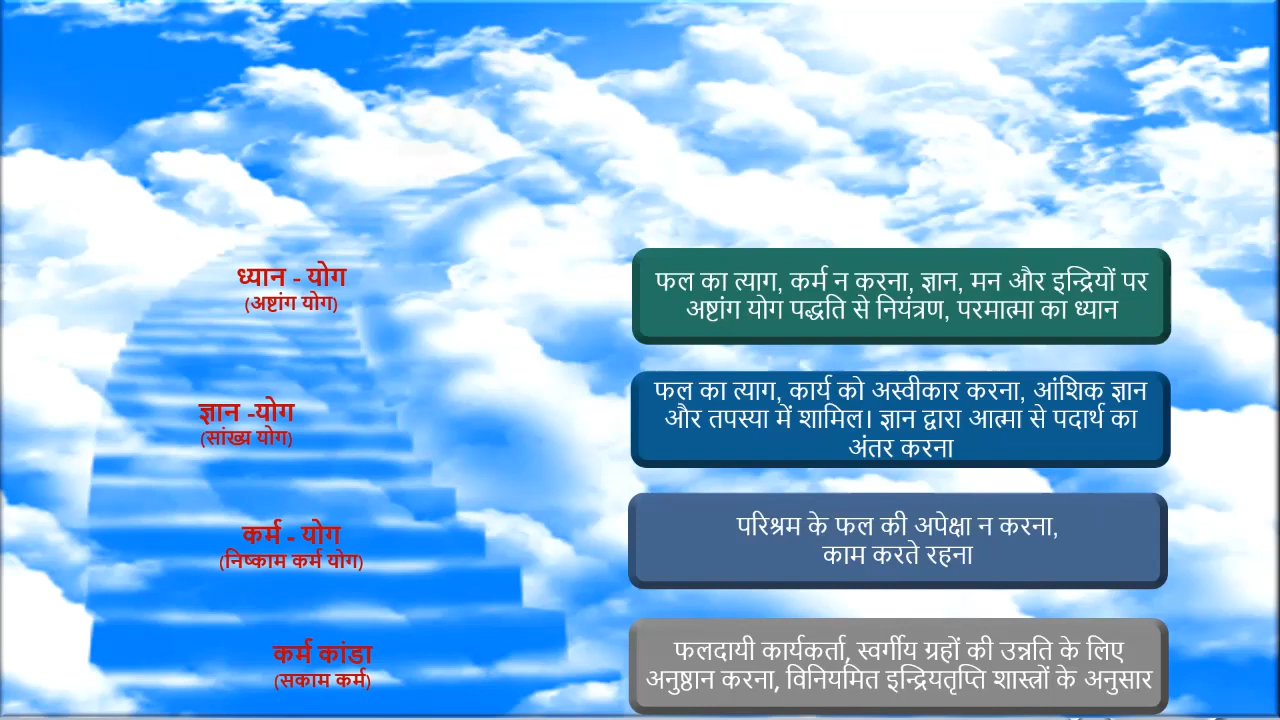 ध्यान - योग
(अष्टांग योग)
फल का त्याग, कर्म न करना, ज्ञान, मन और इन्द्रियों पर
अष्टांग योग पद्धति से नियंत्रण, परमात्मा का ध्यान
ज्ञान -योग
(सांख्य योग)
फल का त्याग, कार्य को अस्वीकार करना, आंशिक ज्ञान
और तपस्या में शामिल। ज्ञान द्वारा आत्मा से पदार्थ का
अंतर करना
कर्म - योग
(निष्काम कर्म योग)
परिश्रम के फल की अपेक्षा न करना,
काम करते रहना
कर्म कांडा
(सकाम कर्म)
फलदायी कार्यकर्ता, स्वर्गीय ग्रहों की उन्नति के लिए
अनुष्ठान करना, विनियमित इन्द्रियतृप्ति शास्त्रों के अनुसार